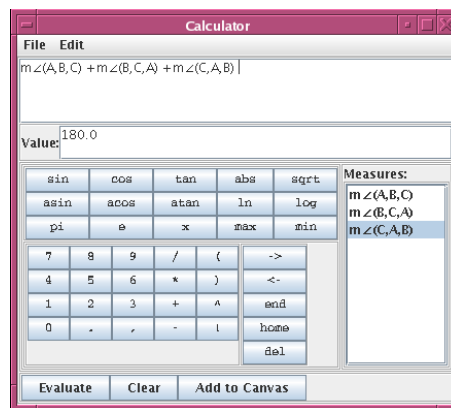 Calculator
File Edit
m∠(A,B,C) +m∠(B,C,A) +m∠(C,A,B)
Value: 180.0
sin cos tan abs sqrt
asin acos atan ln log
pi e x max min
Measures:
m∠(A,B,C)
m∠(B,C,A)
m∠(C,A,B)
7 8 9 / ( ->
4 5 6 * ) <-
1 2 3 + ^ end
0 . , - ! home
del
Evaluate Clear Add to Canvas